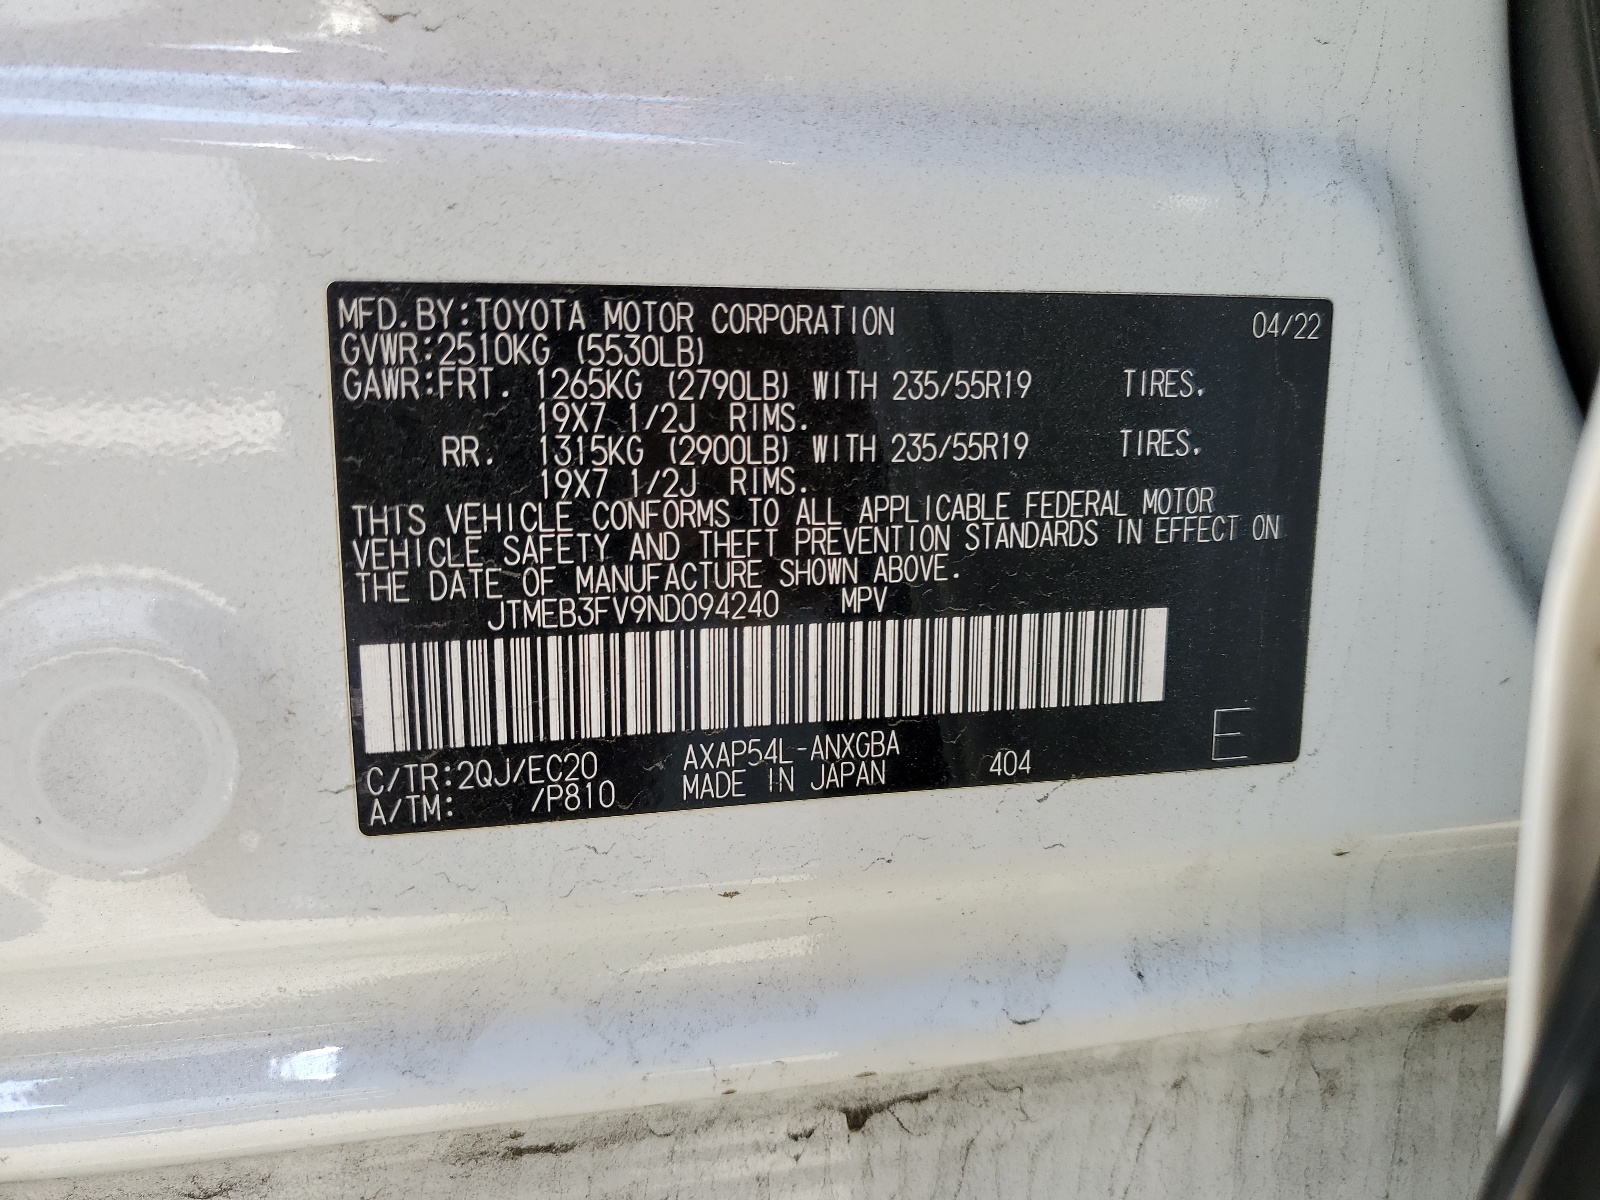 MFD.BY:TOYOTA MOTOR CORPORATION 04/22
GVWR:2510KG (5530LB)
GAWR:FRT. 1265KG (2790LB) WITH 235/55R19 TIRES.
19X7 1/2J RIMS.
RR. 1315KG (2900LB) WITH 235/55R19 TIRES.
19X7 1/2J RIMS.
THIS VEHICLE CONFORMS TO ALL APPLICABLE FEDERAL MOTOR
VEHICLE SAFETY AND THEFT PREVENTION STANDARDS IN EFFECT ON
THE DATE OF MANUFACTURE SHOWN ABOVE.
JTMEB3FV9ND094240 MPV
C/TR:2QJ/EC20 AXAP54L-ANXGBA
A/TM: /P810 MADE IN JAPAN 404 E